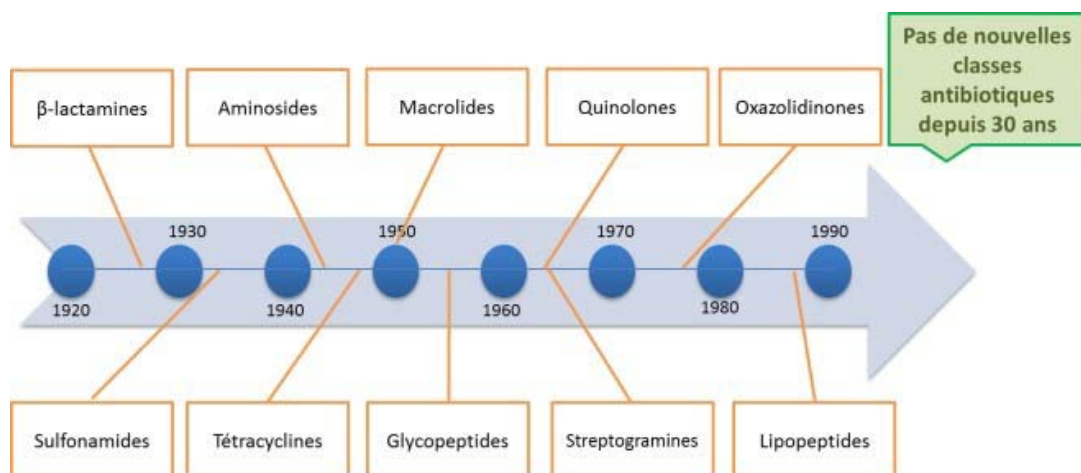 Pas de nouvelles
classes
antibiotiques
depuis 30 ans
β-lactamines
Aminosides
Macrolides
Quinolones
Oxazolidinones
1930
1950
1970
1990
1920
1940
1960
1980
Sulfonamides
Tétracyclines
Glycopeptides
Streptogramines
Lipopeptides